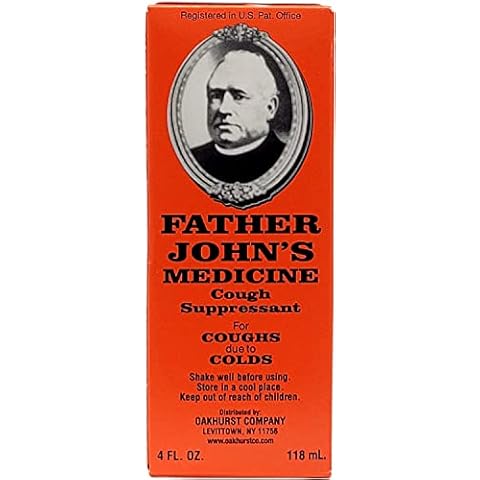 Registered in U.S. Pat. Office
FATHER
JOHN'S
MEDICINE
Cough
Suppressant
For
COUGHS
due to
COLDS
Shake well before using.
Store in a cool place.
Keep out of reach of children.
Distributed by:
OAKHURST COMPANY
LEVITTOWN, NY 11756
www.oakhurstco.com
4 FL. OZ.
118 mL.